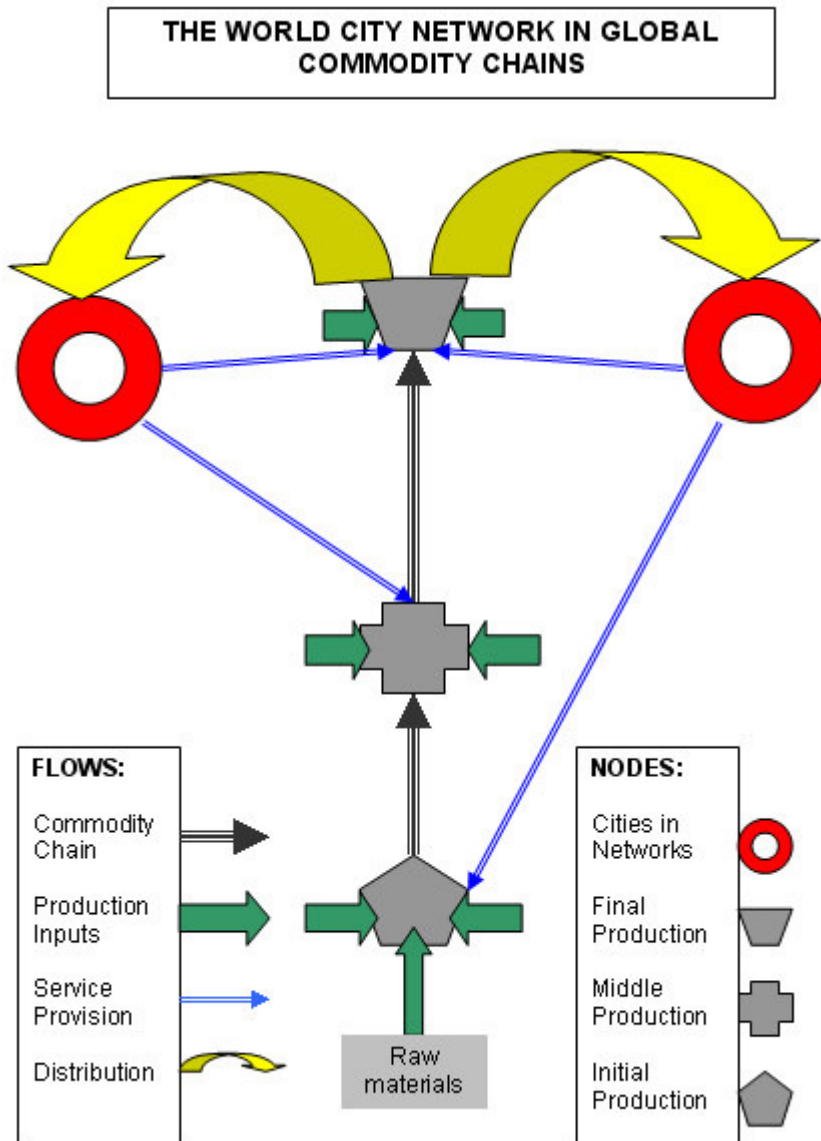 THE WORLD CITY NETWORK IN GLOBAL
COMMODITY CHAINS
FLOWS:
Commodity
Chain
Production
Inputs
Service
Provision
Distribution
Raw
materials
NODES:
Cities in
Networks
Final
Production
Middle
Production
Initial
Production